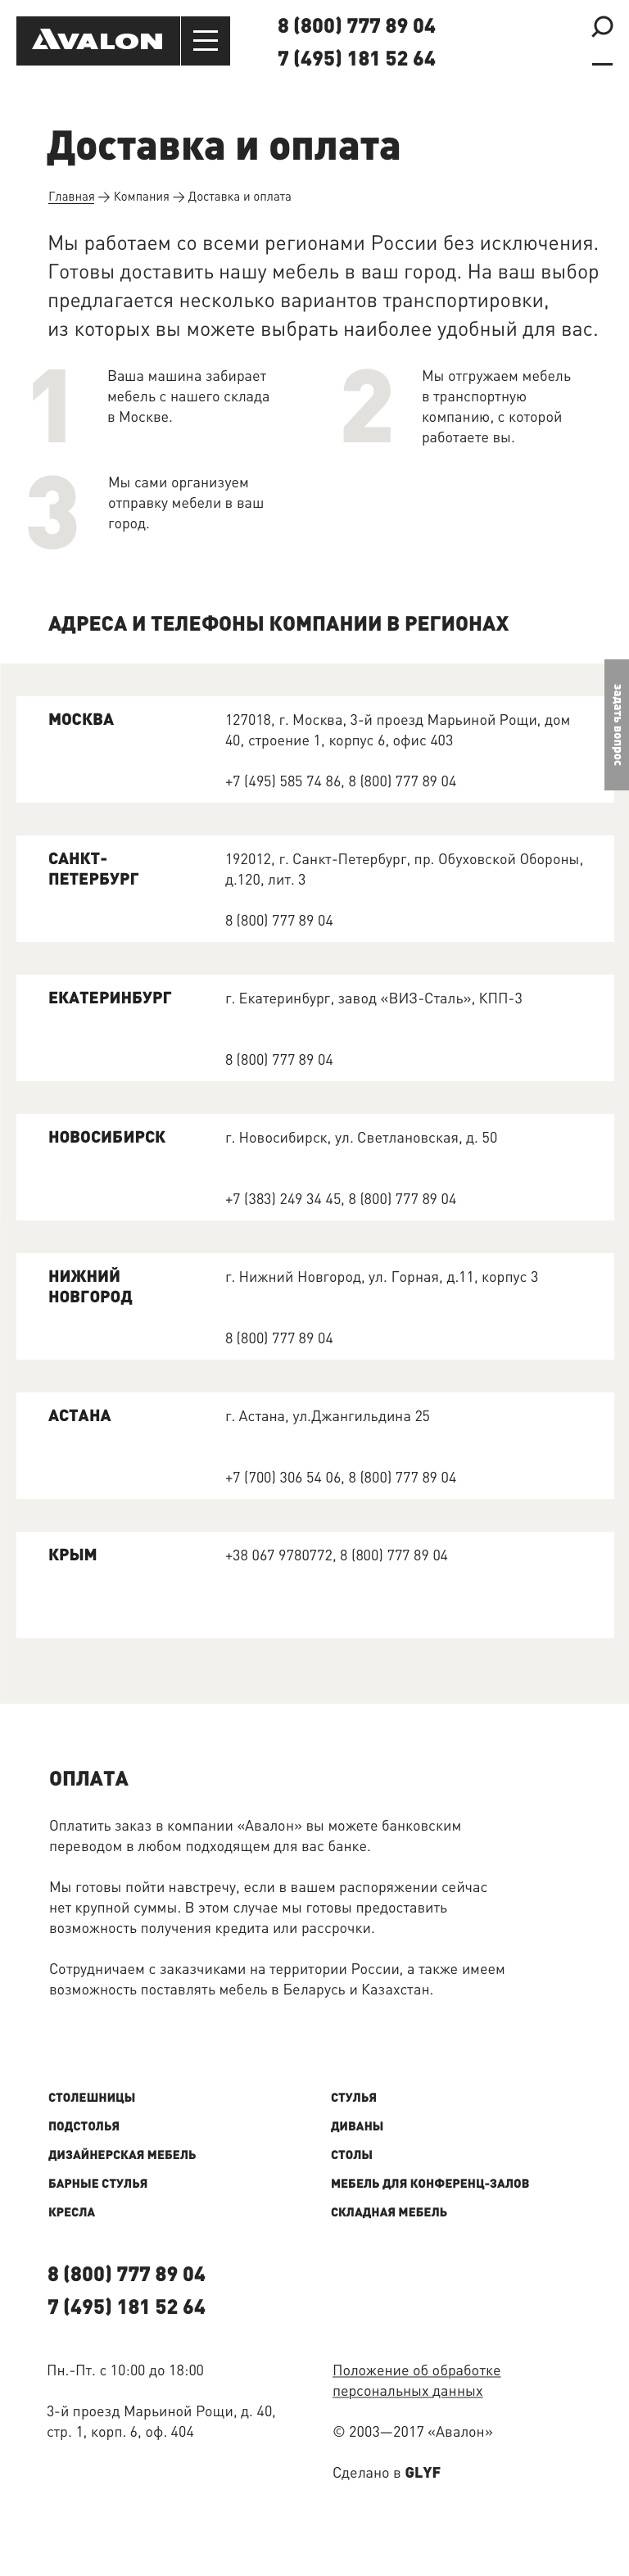 AVALON
8 (800) 777 89 04
7 (495) 181 52 64
Доставка и оплата
Главная → Компания → Доставка и оплата
Мы работаем со всеми регионами России без исключения.
Готовы доставить нашу мебель в ваш город. На ваш выбор
предлагается несколько вариантов транспортировки,
из которых вы можете выбрать наиболее удобный для вас.
1
Ваша машина забирает
мебель с нашего склада
в Москве.
2
Мы отгружаем мебель
в транспортную
компанию, с которой
работаете вы.
3
Мы сами организуем
отправку мебели в ваш
город.
АДРЕСА И ТЕЛЕФОНЫ КОМПАНИИ В РЕГИОНАХ
задать вопрос
МОСКВА
127018, г. Москва, 3-й проезд Марьиной Рощи, дом
40, строение 1, корпус 6, офис 403
+7 (495) 585 74 86, 8 (800) 777 89 04
САНКТ-
ПЕТЕРБУРГ
192012, г. Санкт-Петербург, пр. Обуховской Обороны,
д.120, лит. 3
8 (800) 777 89 04
ЕКАТЕРИНБУРГ
г. Екатеринбург, завод «ВИЗ-Сталь», КПП-3
8 (800) 777 89 04
НОВОСИБИРСК
г. Новосибирск, ул. Светлановская, д. 50
+7 (383) 249 34 45, 8 (800) 777 89 04
НИЖНИЙ
НОВГОРОД
г. Нижний Новгород, ул. Горная, д.11, корпус 3
8 (800) 777 89 04
АСТАНА
г. Астана, ул.Джангильдина 25
+7 (700) 306 54 06, 8 (800) 777 89 04
КРЫМ
+38 067 9780772, 8 (800) 777 89 04
ОПЛАТА
Оплатить заказ в компании «Авалон» вы можете банковским
переводом в любом подходящем для вас банке.
Мы готовы пойти навстречу, если в вашем распоряжении сейчас
нет крупной суммы. В этом случае мы готовы предоставить
возможность получения кредита или рассрочки.
Сотрудничаем с заказчиками на территории России, а также имеем
возможность поставлять мебель в Беларусь и Казахстан.
СТОЛЕШНИЦЫ
ПОДСТОЛЬЯ
ДИЗАЙНЕРСКАЯ МЕБЕЛЬ
БАРНЫЕ СТУЛЬЯ
КРЕСЛА
СТУЛЬЯ
ДИВАНЫ
СТОЛЫ
МЕБЕЛЬ ДЛЯ КОНФЕРЕНЦ-ЗАЛОВ
СКЛАДНАЯ МЕБЕЛЬ
8 (800) 777 89 04
7 (495) 181 52 64
Пн.-Пт. с 10:00 до 18:00
3-й проезд Марьиной Рощи, д. 40,
стр. 1, корп. 6, оф. 404
Положение об обработке
персональных данных
© 2003—2017 «Авалон»
Сделано в GLYF